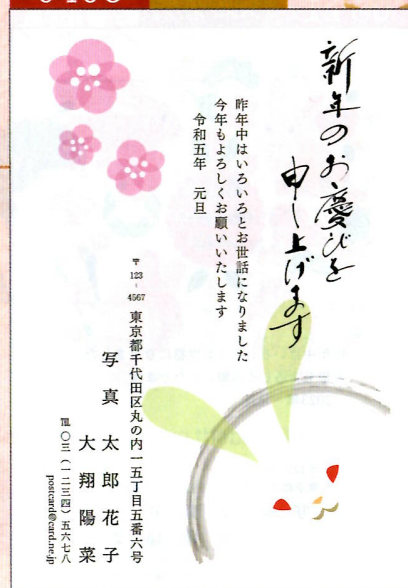 新年のお慶びを
申し上げます
昨年中はいろいろとお世話になりました
今年もよろしくお願いいたします
令和五年 元旦
〒123-4567 東京都千代田区丸の内一五丁目五番六号
写真 太郎花子
大翔陽菜
℡〇三(一二三四)五六七八
postcard@card.ne.jp